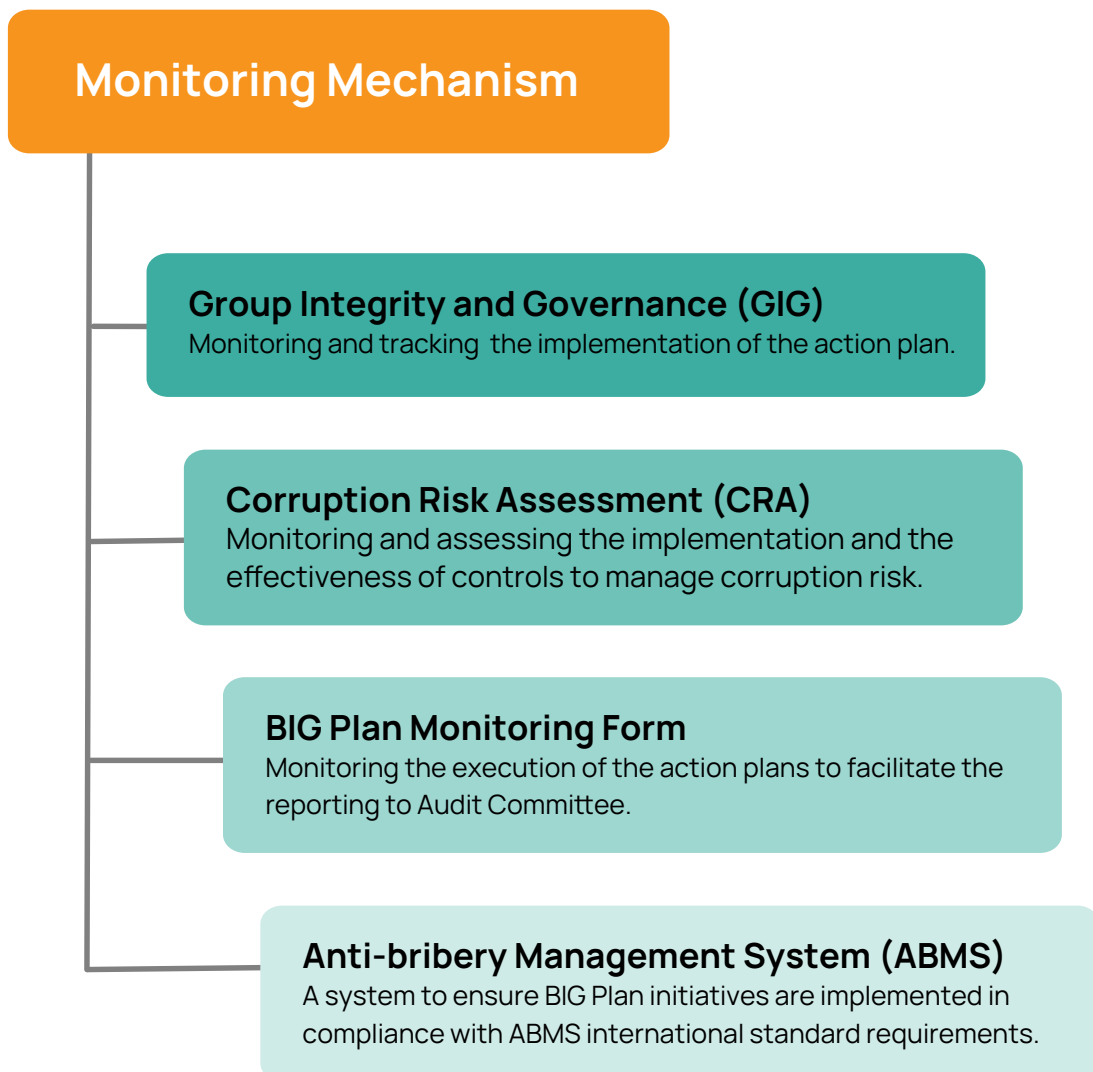 Monitoring Mechanism
Group Integrity and Governance (GIG)
Monitoring and tracking the implementation of the action plan.
Corruption Risk Assessment (CRA)
Monitoring and assessing the implementation and the
effectiveness of controls to manage corruption risk.
BIG Plan Monitoring Form
Monitoring the execution of the action plans to facilitate the
reporting to Audit Committee.
Anti-bribery Management System (ABMS)
A system to ensure BIG Plan initiatives are implemented in
compliance with ABMS international standard requirements.